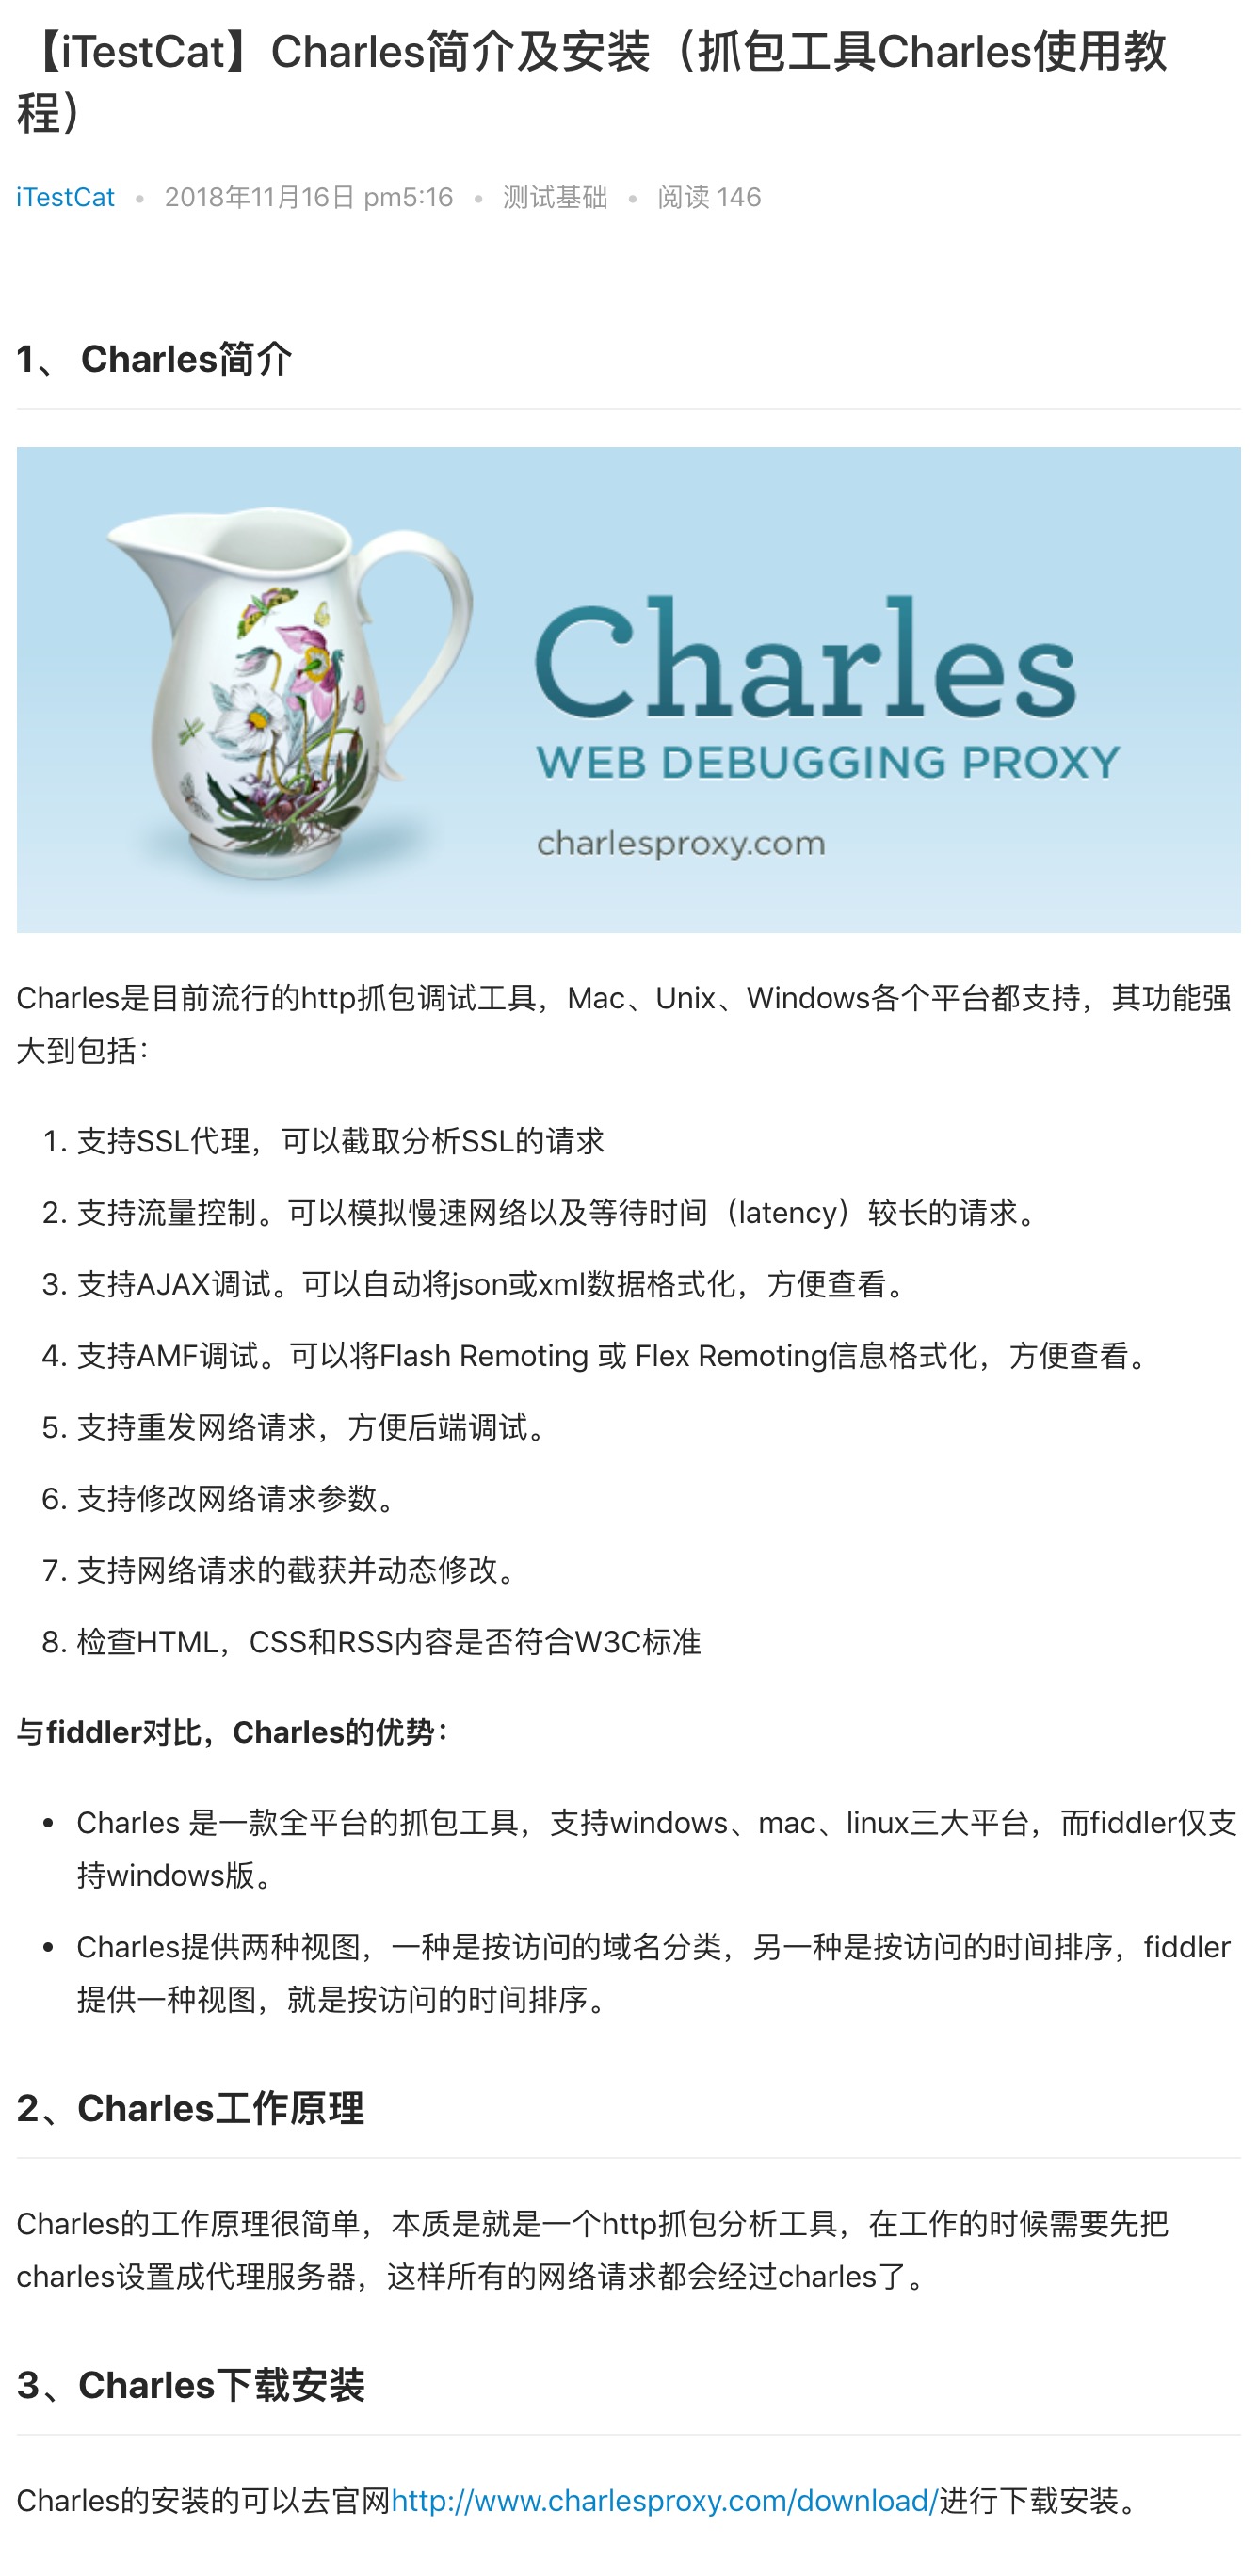 【iTestCat】Charles简介及安装（抓包工具Charles使用教
程）
iTestCat • 2018年11月16日 pm5:16 • 测试基础 • 阅读 146
1、 Charles简介
Charles
WEB DEBUGGING PROXY
charlesproxy.com
Charles是目前流行的http抓包调试工具，Mac、Unix、Windows各个平台都支持，其功能强
大到包括：
1. 支持SSL代理，可以截取分析SSL的请求
2. 支持流量控制。可以模拟慢速网络以及等待时间（latency）较长的请求。
3. 支持AJAX调试。可以自动将json或xml数据格式化，方便查看。
4. 支持AMF调试。可以将Flash Remoting 或 Flex Remoting信息格式化，方便查看。
5. 支持重发网络请求，方便后端调试。
6. 支持修改网络请求参数。
7. 支持网络请求的截获并动态修改。
8. 检查HTML，CSS和RSS内容是否符合W3C标准
与fiddler对比，Charles的优势：
• Charles 是一款全平台的抓包工具，支持windows、mac、linux三大平台，而fiddler仅支
持windows版。
• Charles提供两种视图，一种是按访问的域名分类，另一种是按访问的时间排序，fiddler
提供一种视图，就是按访问的时间排序。
2、Charles工作原理
Charles的工作原理很简单，本质是就是一个http抓包分析工具，在工作的时候需要先把
charles设置成代理服务器，这样所有的网络请求都会经过charles了。
3、Charles下载安装
Charles的安装的可以去官网http://www.charlesproxy.com/download/进行下载安装。